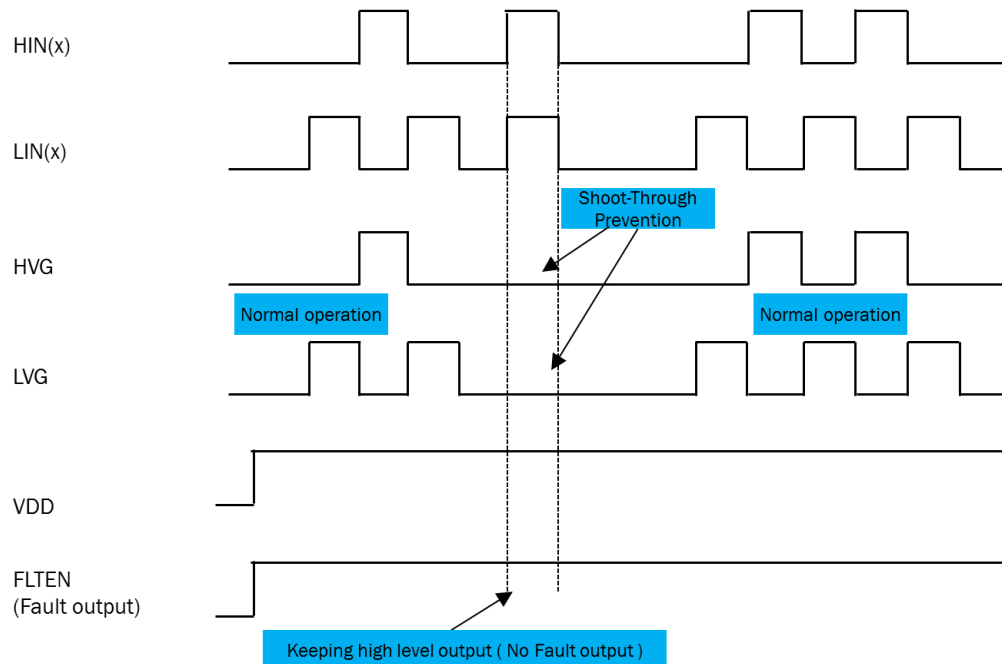 HIN(x)
LIN(x)
Shoot-Through
Prevention
HVG
Normal operation
Normal operation
LVG
VDD
FLTEN
(Fault output)
Keeping high level output ( No Fault output )